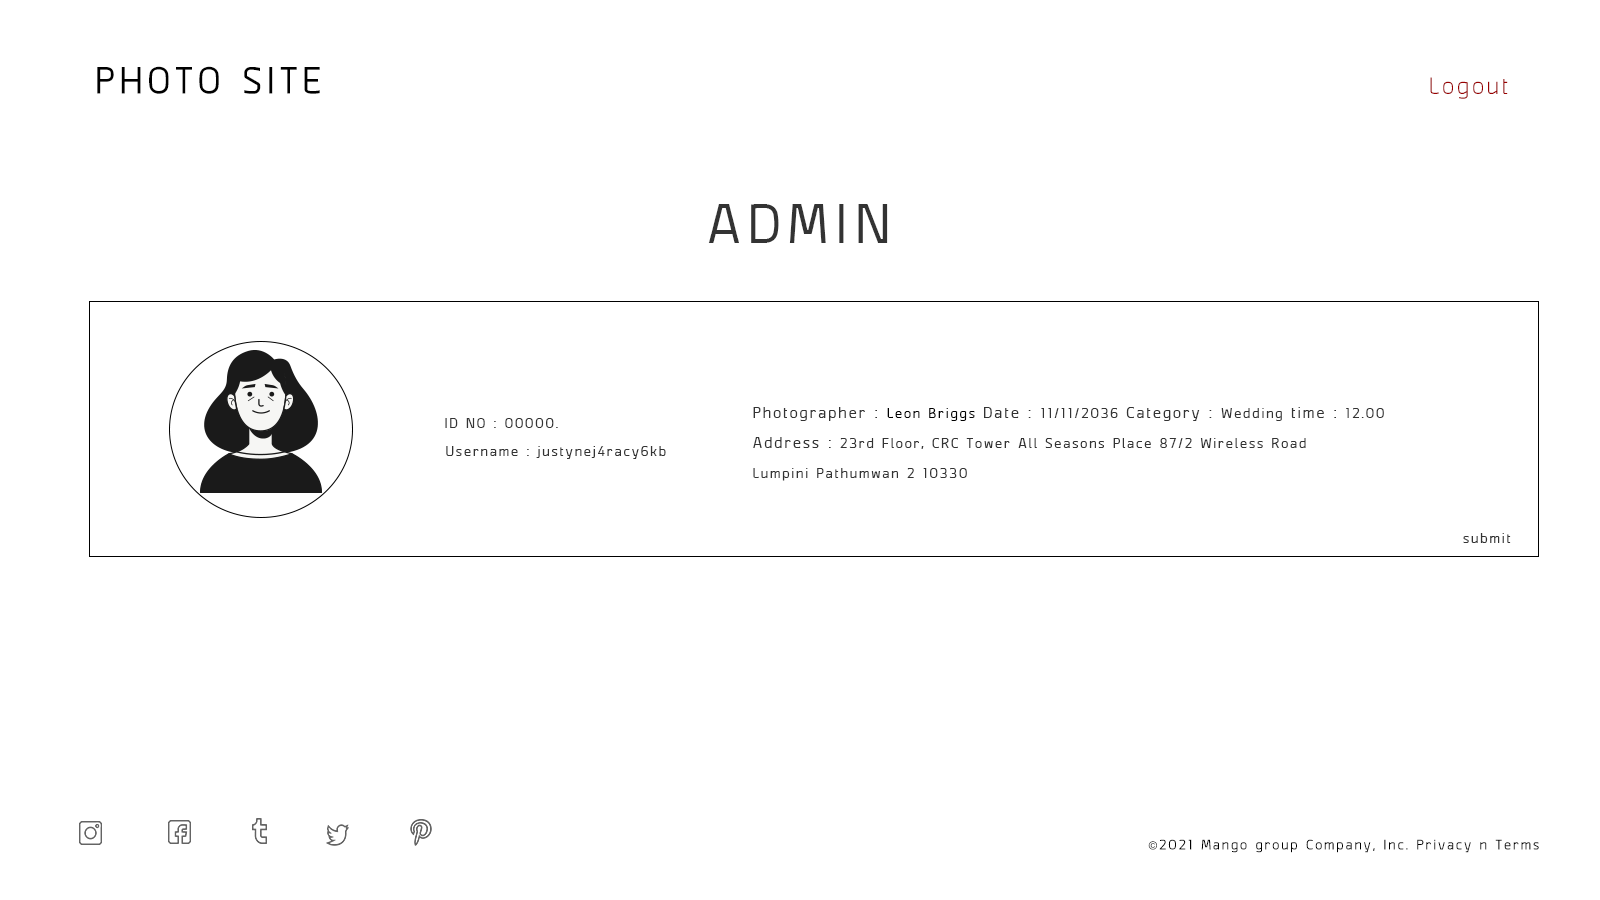 PHOTO SITE
Logout
ADMIN
ID NO : 00000.
Username : justynej4racy6kb
Photographer : Leon Briggs Date : 11/11/2036 Category : Wedding time : 12.00
Address : 23rd Floor, CRC Tower All Seasons Place 87/2 Wireless Road
Lumpini Pathumwan 2 10330
submit
©2021 Mango group Company, Inc. Privacy n Terms